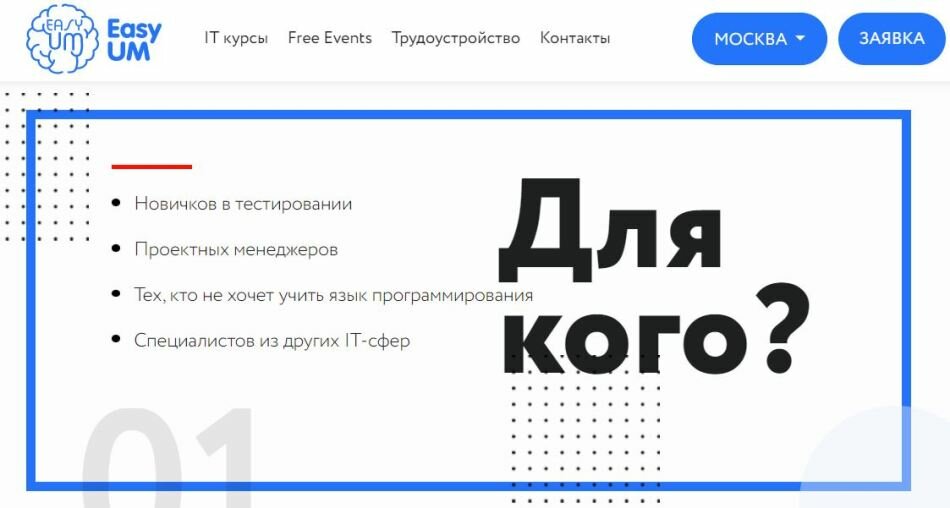 EASY
UM
Easy
UM
IT курсы
Free Events
Трудоустройство
Контакты
МОСКВА
ЗАЯВКА
Новичков в тестировании
Проектных менеджеров
Тех, кто не хочет учить язык программирования
Специалистов из других IT-сфер
Для
кого?
01